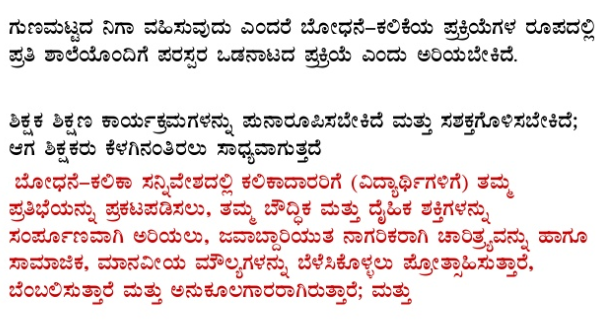 ಗುಣಮಟ್ಟದ ನಿಗಾ ವಹಿಸುವುದು ಎಂದರೆ ಬೋಧನೆ–ಕಲಿಕೆಯ ಪ್ರಕ್ರಿಯೆಗಳ ರೂಪದಲ್ಲಿ
ಪ್ರತಿ ಶಾಲೆಯೊಂದಿಗೆ ಪರಸ್ಪರ ಒಡನಾಟದ ಪ್ರಕ್ರಿಯೆ ಎಂದು ಅರಿಯಬೇಕಿದೆ.
ಶಿಕ್ಷಕ ಶಿಕ್ಷಣ ಕಾರ್ಯಕ್ರಮಗಳನ್ನು ಪುನಾರೂಪಿಸಬೇಕಿದೆ ಮತ್ತು ಸಶಕ್ತಗೊಳಿಸಬೇಕಿದೆ;
ಆಗ ಶಿಕ್ಷಕರು ಕೆಳಗಿನಂತಿರಲು ಸಾಧ್ಯವಾಗುತ್ತದೆ
ಬೋಧನೆ–ಕಲಿಕಾ ಸನ್ನಿವೇಶದಲ್ಲಿ ಕಲಿಕಾದಾರರಿಗೆ (ವಿದ್ಯಾರ್ಥಿಗಳಿಗೆ) ತಮ್ಮ
ಪ್ರತಿಭೆಯನ್ನು ಪ್ರಕಟಪಡಿಸಲು, ತಮ್ಮ ಬೌದ್ಧಿಕ ಮತ್ತು ದೈಹಿಕ ಶಕ್ತಿಗಳನ್ನು
ಸಂರ್ಪೂಣವಾಗಿ ಅರಿಯಲು, ಜವಾಬ್ದಾರಿಯುತ ನಾಗರಿಕರಾಗಿ ಚಾರಿತ್ರ್ಯವನ್ನು ಹಾಗೂ
ಸಾಮಾಜಿಕ, ಮಾನವೀಯ ಮೌಲ್ಯಗಳನ್ನು ಬೆಳೆಸಿಕೊಳ್ಳಲು ಪ್ರೋತ್ಸಾಹಿಸುತ್ತಾರೆ,
ಬೆಂಬಲಿಸುತ್ತಾರೆ ಮತ್ತು ಅನುಕೂಲಗಾರರಾಗಿರುತ್ತಾರೆ; ಮತ್ತು